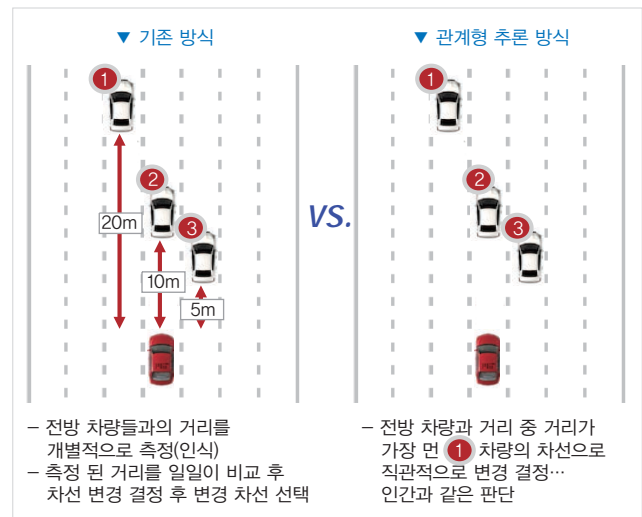 ▼ 기존 방식
1
2
3
20m
10m
5m
– 전방 차량들과의 거리를
개별적으로 측정(인식)
– 측정 된 거리를 일일이 비교 후
차선 변경 결정 후 변경 차선 선택
VS.
▼ 관계형 추론 방식
1
2
3
– 전방 차량과 거리 중 거리가
가장 먼 1 차량의 차선으로
직관적으로 변경 결정…
인간과 같은 판단